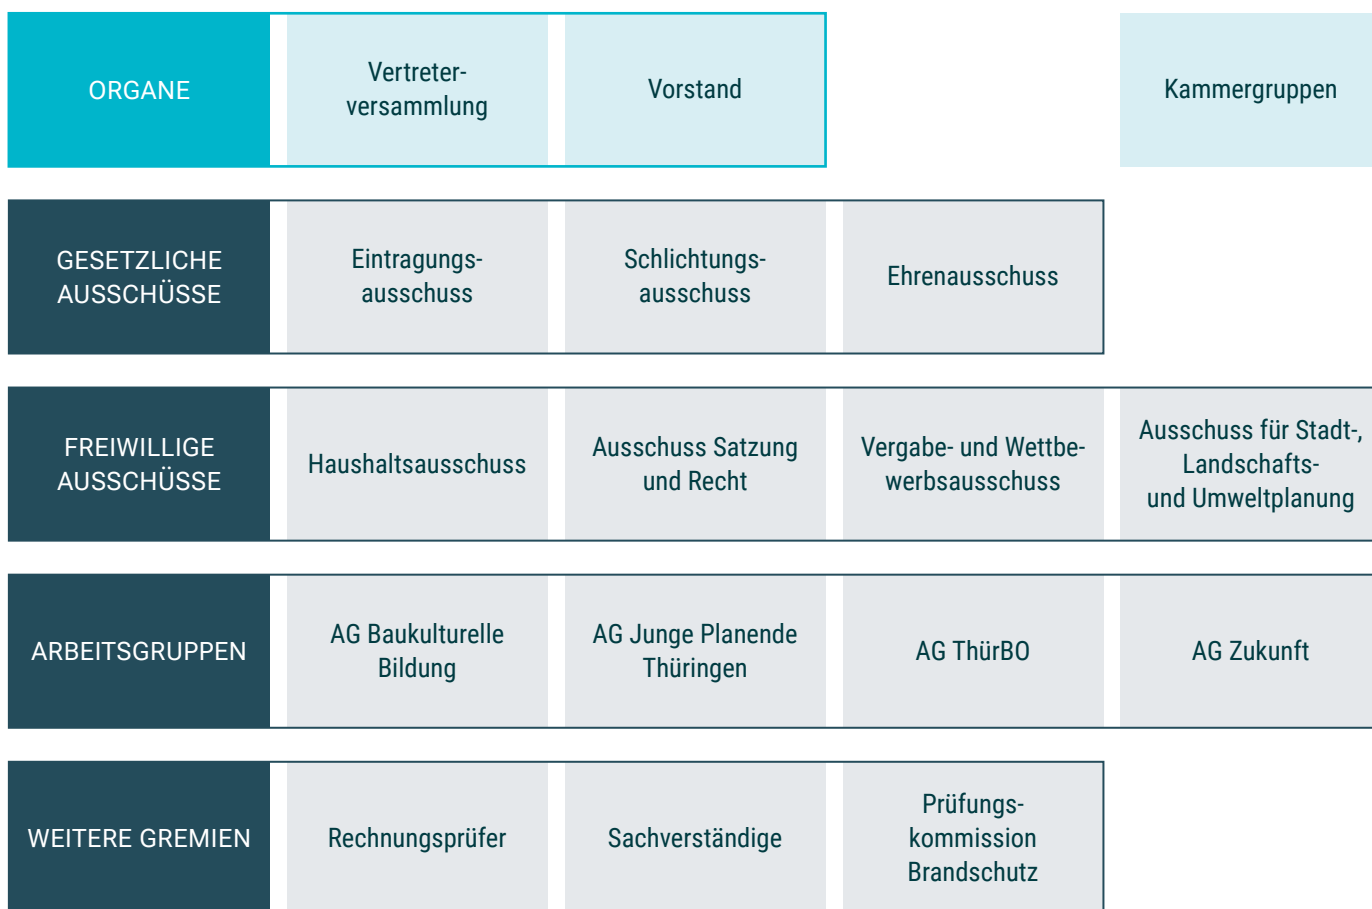 ORGANE
Vertreter-
versammlung
Vorstand
Kammergruppen
GESETZLICHE
AUSSCHÜSSE
Eintragungs-
ausschuss
Schlichtungs-
ausschuss
Ehrenausschuss
FREIWILLIGE
AUSSCHÜSSE
Haushaltsausschuss
Ausschuss Satzung
und Recht
Vergabe- und Wettbe-
werbsausschuss
Ausschuss für Stadt-,
Landschafts-
und Umweltplanung
ARBEITSGRUPPEN
AG Baukulturelle
Bildung
AG Junge Planende
Thüringen
AG ThürBO
AG Zukunft
WEITERE GREMIEN
Rechnungsprüfer
Sachverständige
Prüfungs-
kommission
Brandschutz